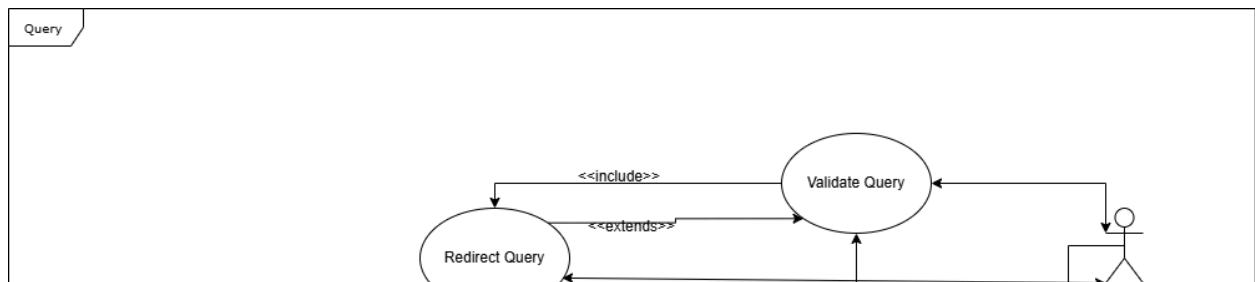 Query
<<include>>
Validate Query
<<extends>>
Redirect Query